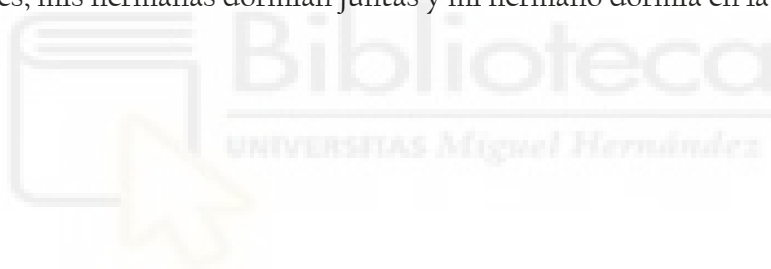 es, mis hermanas dormían juntas y mi hermano dormía en la
Biblioteca
UNIVERSITAS Miguel Hernández